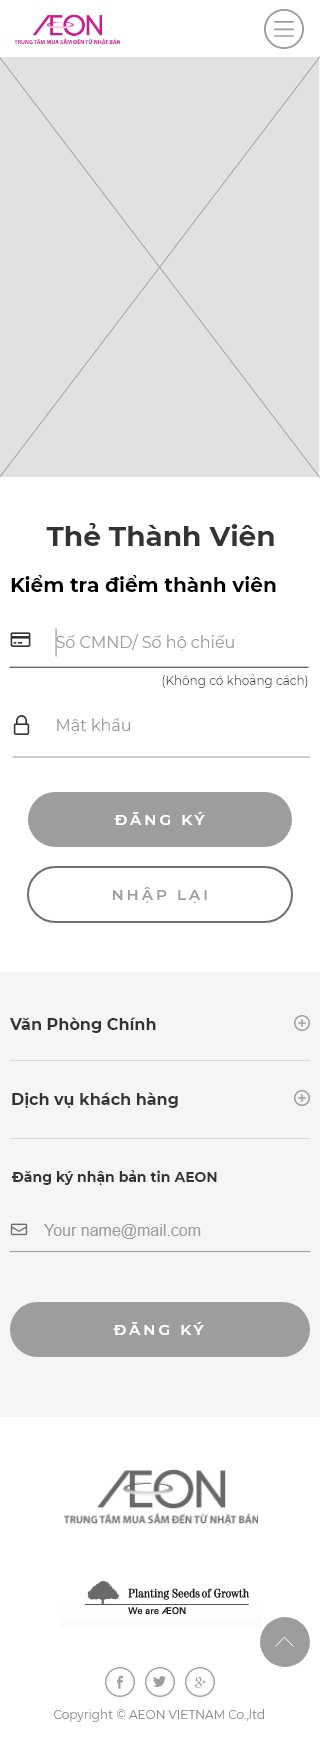 ÆON
TRUNG TÂM MUA SẮM ĐẾN TỪ NHẬT BẢN
Thẻ Thành Viên
Kiểm tra điểm thành viên
Số CMND/ Số hộ chiếu
(Không có khoảng cách)
Mật khẩu
ĐĂNG KÝ
NHẬP LẠI
Văn Phòng Chính
Dịch vụ khách hàng
Đăng ký nhận bản tin AEON
Your name@mail.com
ĐĂNG KÝ
ÆON
TRUNG TÂM MUA SẮM ĐẾN TỪ NHẬT BẢN
Planting Seeds of Growth
We are ÆON
f g+
Copyright © AEON VIETNAM Co.,ltd